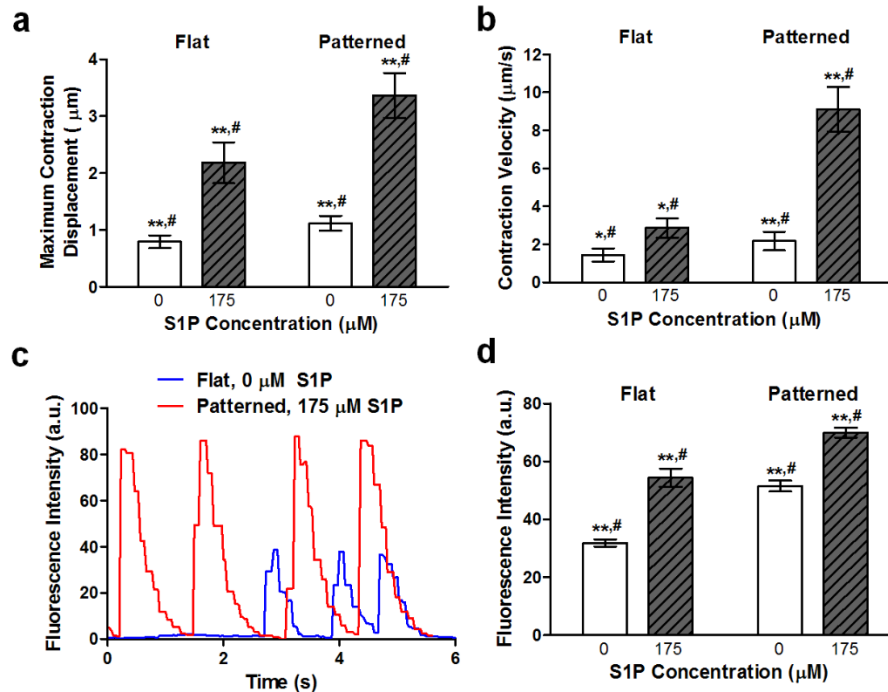 a
Flat Patterned
Maximum Contraction
Displacement ( μm)
4
3
2
1
0
**,#
**,#
**,#
**,#
0 175 0 175
S1P Concentration (μM)
b
Flat Patterned
Contraction Velocity (μm/s)
12
10
8
6
4
2
0
*,#
*,#
**,#
**,#
0 175 0 175
S1P Concentration (μM)
c
Flat, 0 μM S1P
Patterned, 175 μM S1P
Fluorescence Intensity (a.u.)
100
80
60
40
20
0
0 2 4 6
Time (s)
d
Flat Patterned
Fluorescence Intensity (a.u.)
80
60
40
20
0
**,#
**,#
**,#
**,#
0 175 0 175
S1P Concentration (μM)